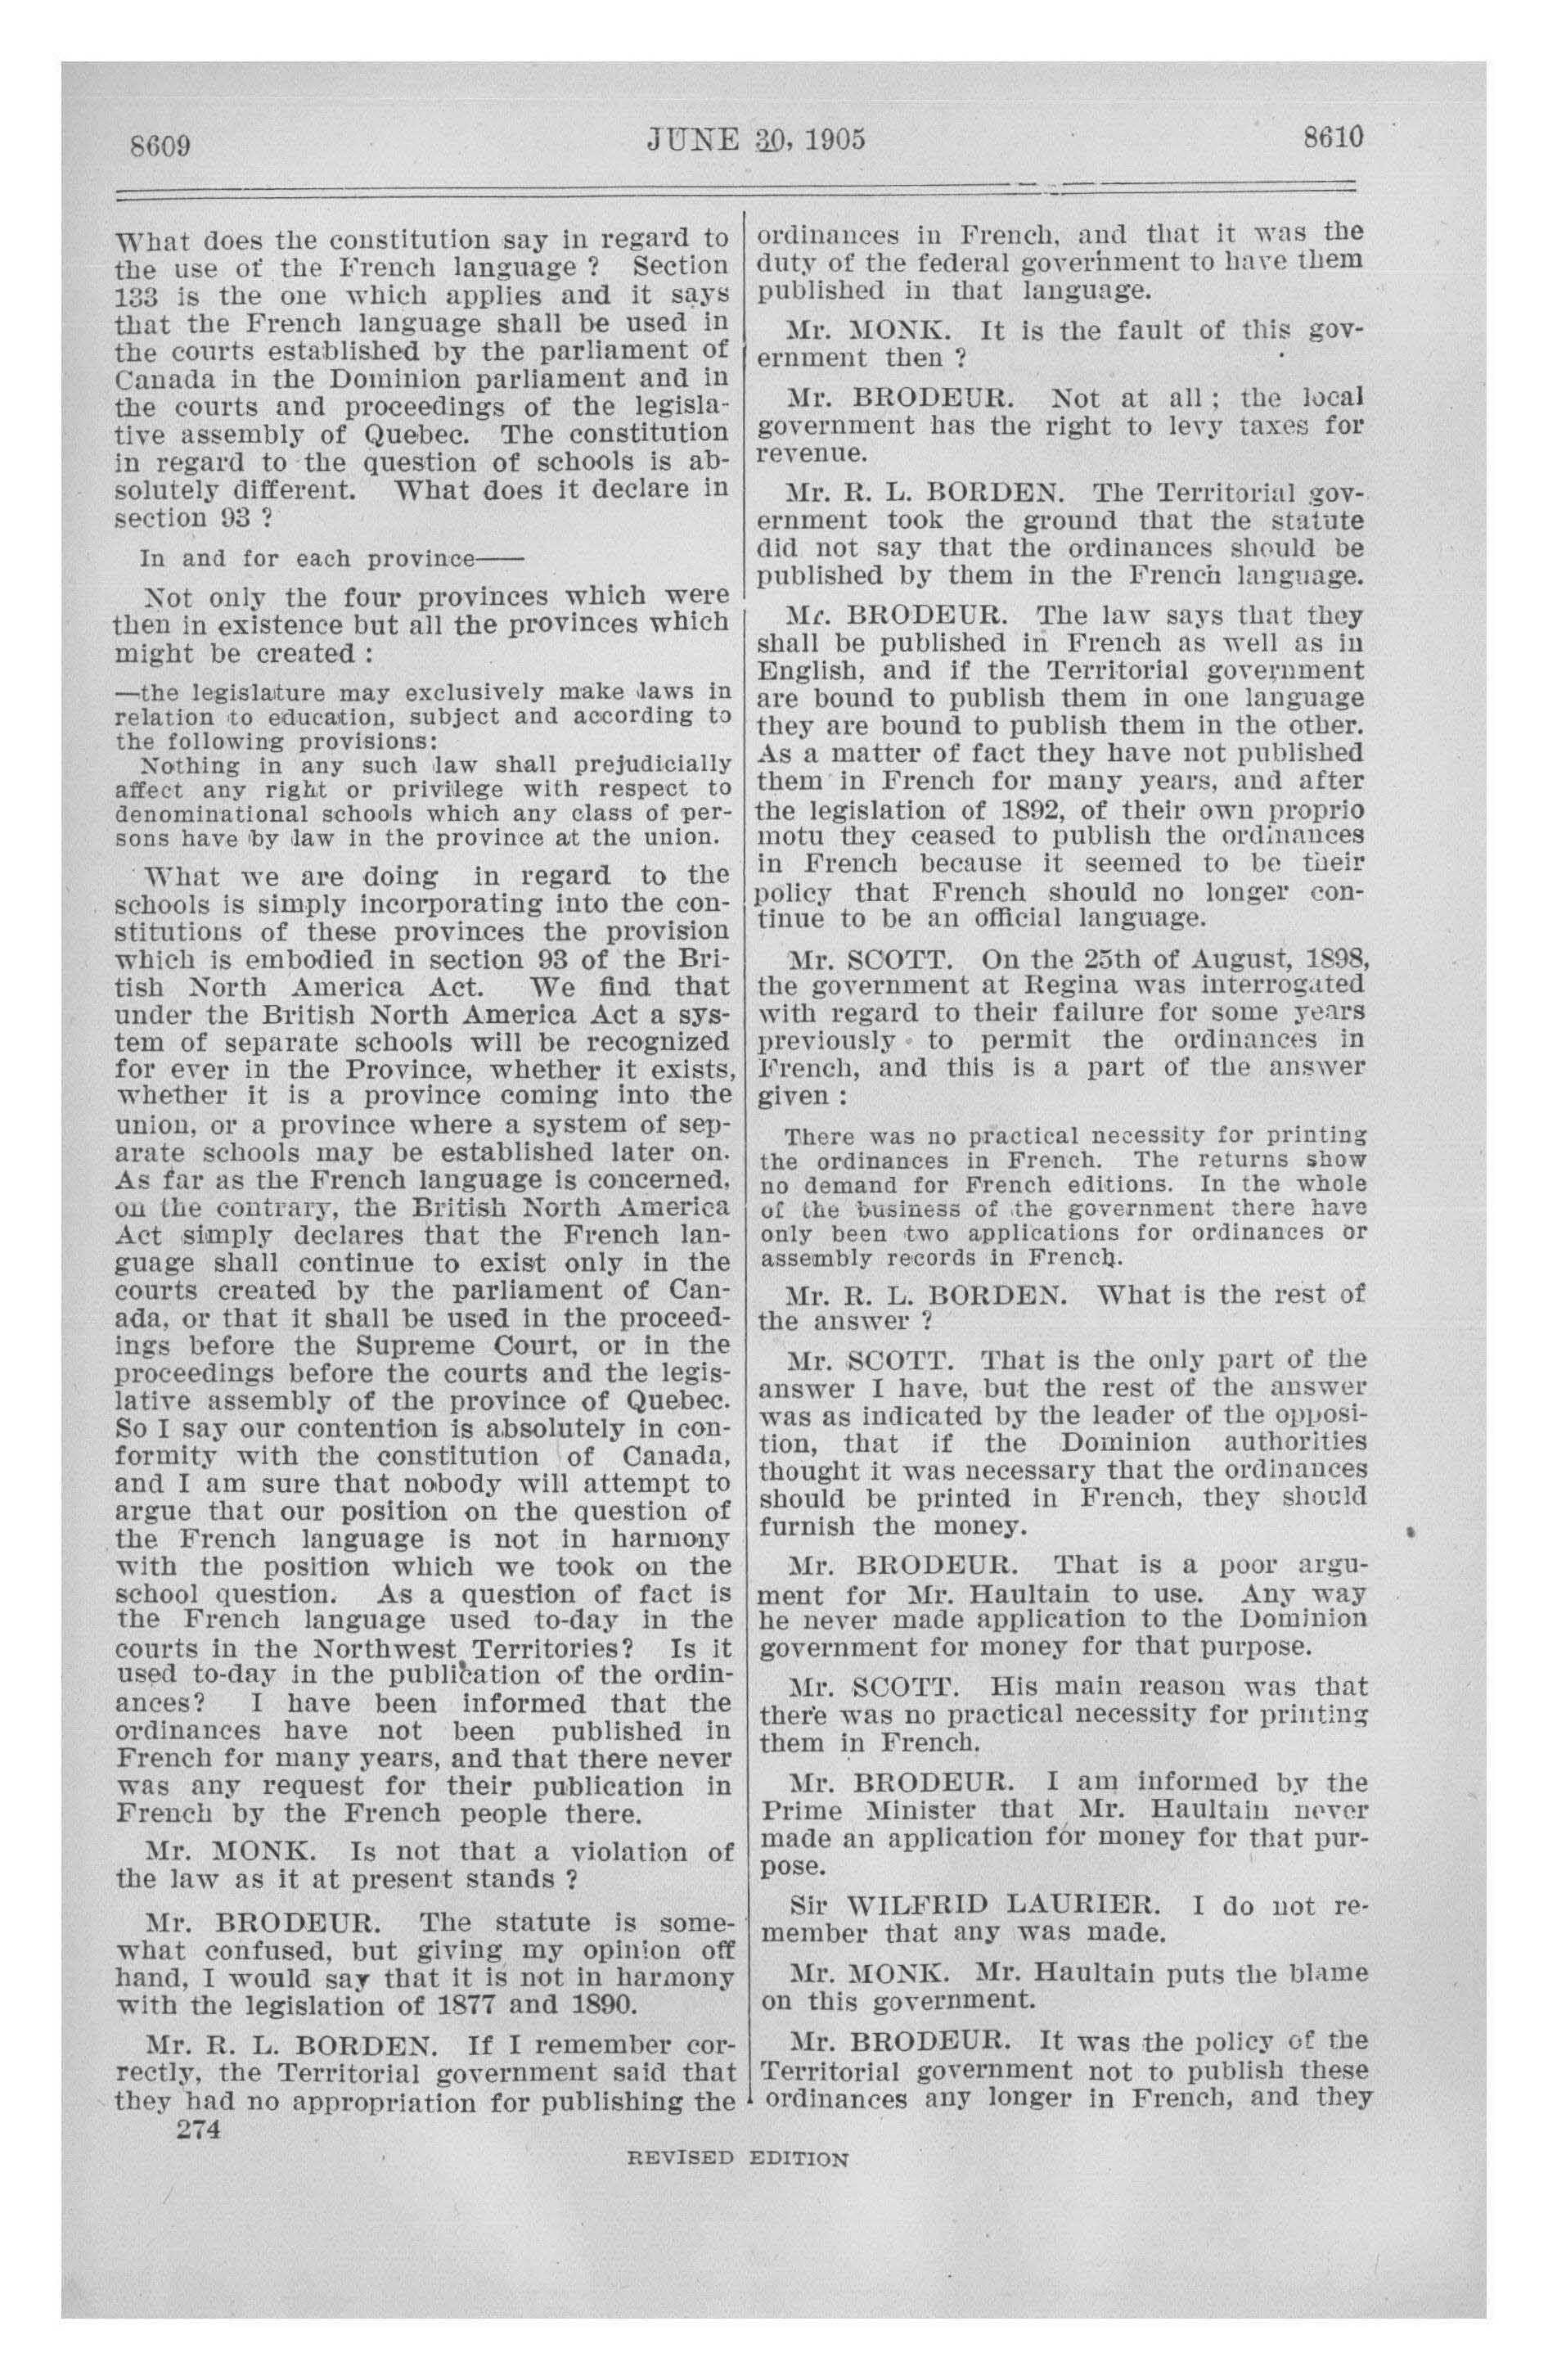 8609
JUNE 30, 1905
8610
What does the constitution say in regard to
the use of the French language ? Section
133 is the one which applies and it says
that the French language shall be used in
the courts established by the parliament of
Canada in the Dominion parliament and in
the courts and proceedings of the legisla-
tive assembly of Quebec. The constitution
in regard to the question of schools is ab-
solutely different. What does it declare in
section 93 ?
In and for each province——
Not only the four provinces which were
then in existence but all the provinces which
might be created :
—the legislature may exclusively make laws in
relation to education, subject and according to
the following provisions:
Nothing in any such law shall prejudicially
affect any right or privilege with respect to
denominational schools which any class of per-
sons have by law in the province at the union.
What we are doing in regard to the
schools is simply incorporating into the con-
stitutions of these provinces the provision
which is embodied in section 93 of the Bri-
tish North America Act. We find that
under the British North America Act a sys-
tem of separate schools will be recognized
for ever in the Province, whether it exists,
whether it is a province coming into the
union, or a province where a system of sep-
arate schools may be established later on.
As far as the French language is concerned,
on the contrary, the British North America
Act simply declares that the French lan-
guage shall continue to exist only in the
courts created by the parliament of Can-
ada, or that it shall be used in the proceed-
ings before the Supreme Court, or in the
proceedings before the courts and the legis-
lative assembly of the province of Quebec.
So I say our contention is absolutely in con-
formity with the constitution of Canada,
and I am sure that nobody will attempt to
argue that our position on the question of
the French language is not in harmony
with the position which we took on the
school question. As a question of fact is
the French language used to-day in the
courts in the Northwest Territories? Is it
used to-day in the publication of the ordin-
ances? I have been informed that the
ordinances have not been published in
French for many years, and that there never
was any request for their publication in
French by the French people there.
Mr. MONK. Is not that a violation of
the law as it at present stands ?
Mr. BRODEUR. The statute is some-
what confused, but giving my opinion off
hand, I would say that it is not in harmony
with the legislation of 1877 and 1890.
Mr. R. L. BORDEN. If I remember cor-
rectly, the Territorial government said that
they had no appropriation for publishing the
274
ordinances in French, and that it was the
duty of the federal government to have them
published in that language.
Mr. MONK. It is the fault of this gov-
ernment then ?
Mr. BRODEUR. Not at all ; the local
government has the right to levy taxes for
revenue.
Mr. R. L. BORDEN. The Territorial gov-
ernment took the ground that the statute
did not say that the ordinances should be
published by them in the French language.
Mr. BRODEUR. The law says that they
shall be published in French as well as in
English, and if the Territorial government
are bound to publish them in one language
they are bound to publish them in the other.
As a matter of fact they have not published
them in French for many years, and after
the legislation of 1892, of their own proprio
motu they ceased to publish the ordinances
in French because it seemed to be their
policy that French should no longer con-
tinue to be an official language.
Mr. SCOTT. On the 25th of August, 1898,
the government at Regina was interrogated
with regard to their failure for some years
previously to permit the ordinances in
French, and this is a part of the answer
given :
There was no practical necessity for printing
the ordinances in French. The returns show
no demand for French editions. In the whole
of the business of the government there have
only been two applications for ordinances or
assembly records in French.
Mr. R. L. BORDEN. What is the rest of
the answer ?
Mr. SCOTT. That is the only part of the
answer I have, but the rest of the answer
was as indicated by the leader of the opposi-
tion, that if the Dominion authorities
thought it was necessary that the ordinances
should be printed in French, they should
furnish the money.
Mr. BRODEUR. That is a poor argu-
ment for Mr. Haultain to use. Any way
he never made application to the Dominion
government for money for that purpose.
Mr. SCOTT. His main reason was that
there was no practical necessity for printing
them in French.
Mr. BRODEUR. I am informed by the
Prime Minister that Mr. Haultain never
made an application for money for that pur-
pose.
Sir WILFRID LAURIER. I do not re-
member that any was made.
Mr. MONK. Mr. Haultain puts the blame
on this government.
Mr. BRODEUR. It was the policy of the
Territorial government not to publish these
ordinances any longer in French, and they
REVISED EDITION